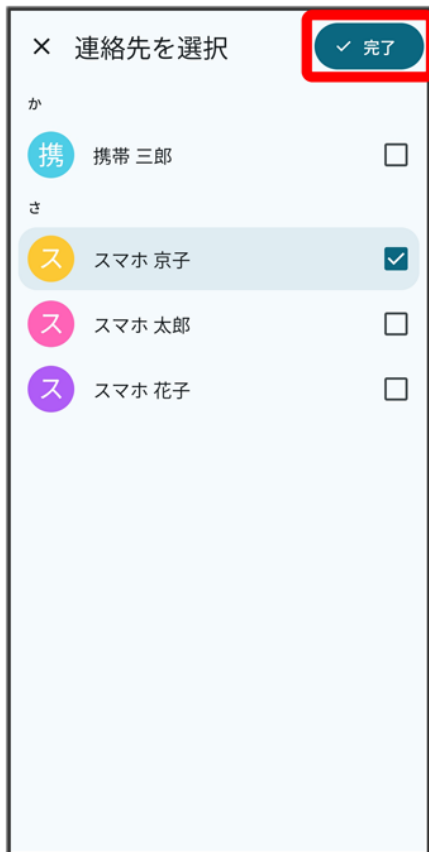 連絡先を選択 完了
か
携 携帯 三郎
さ
ス スマホ 京子
ス スマホ 太郎
ス スマホ 花子